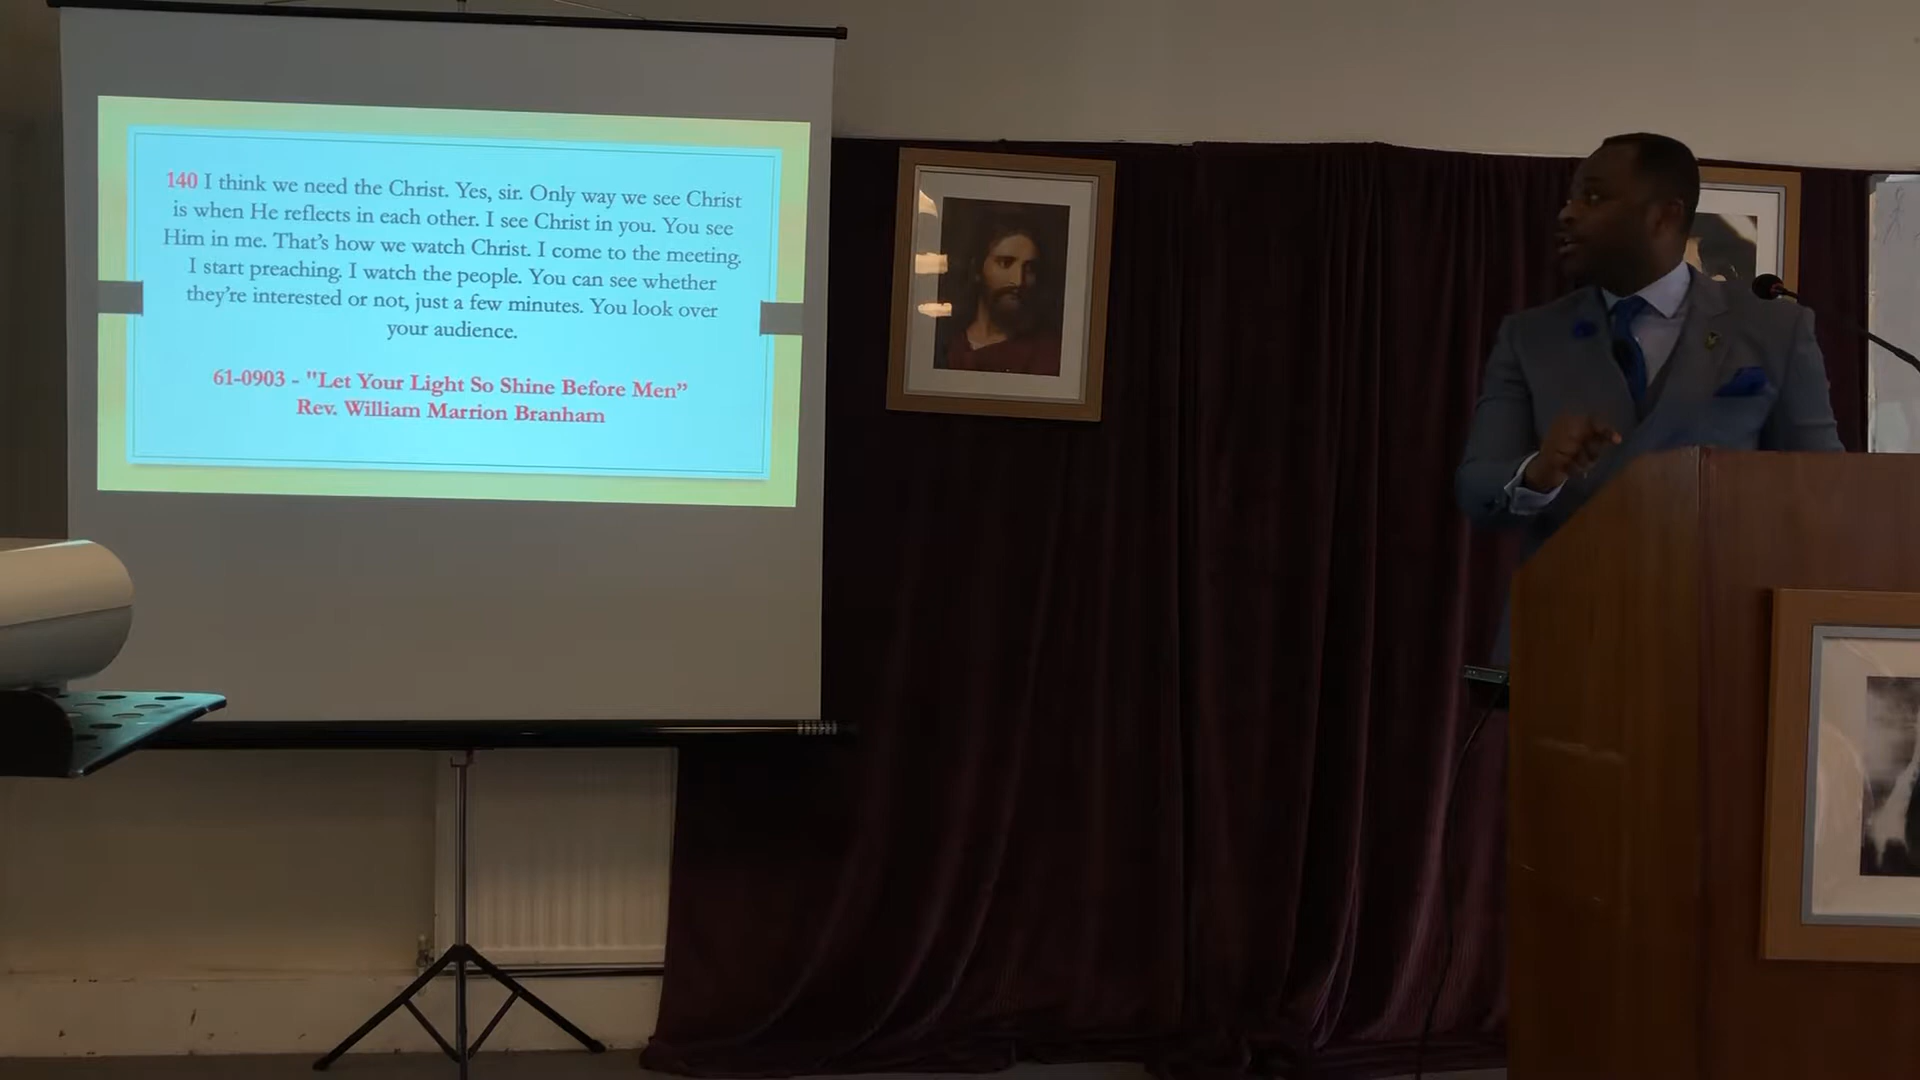 140 I think we need the Christ. Yes, sir. Only way we see Christ
is when He reflects in each other. I see Christ in you. You see
Him in me. That's how we watch Christ. I come to the meeting.
I start preaching. I watch the people. You can see whether
they're interested or not, just a few minutes. You look over
your audience.
61-0903 - "Let Your Light So Shine Before Men”
Rev. William Marrion Branham